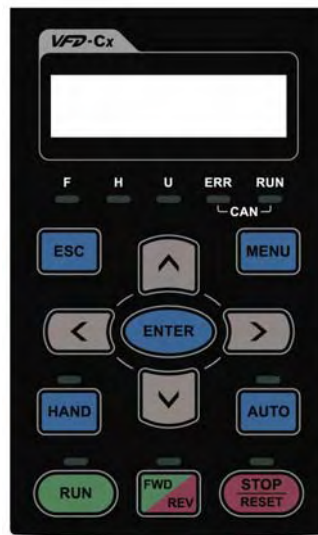 VFD-Cx
F H U ERR RUN
CAN
ESC MENU
ENTER
HAND AUTO
RUN FWD STOP
REV RESET